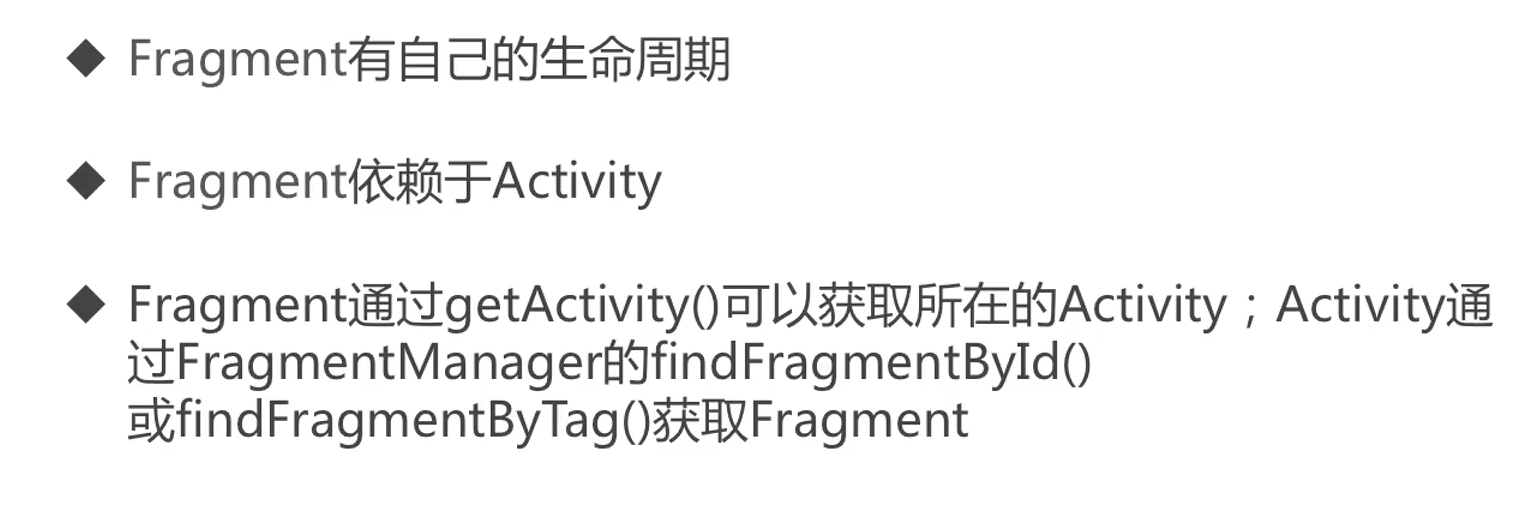 ◆ Fragment有自己的生命周期
◆ Fragment依赖于Activity
◆ Fragment通过getActivity()可以获取所在的Activity；Activity通
过FragmentManager的findFragmentById()
或findFragmentByTag()获取Fragment